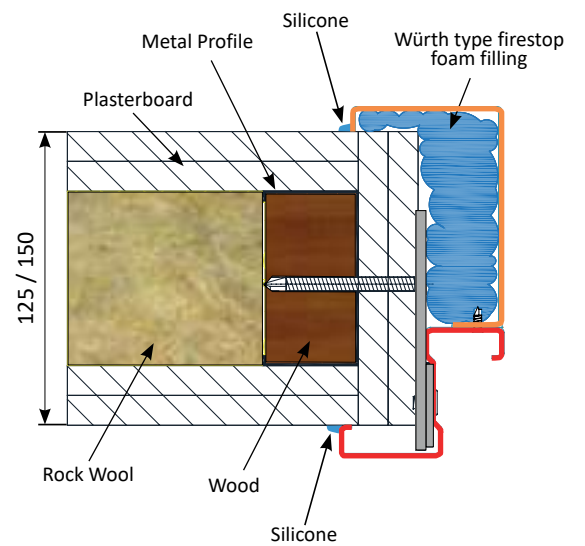 Silicone
Metal Profile
Würth type firestop
foam filling
Plasterboard
125 / 150
Rock Wool
Wood
Silicone